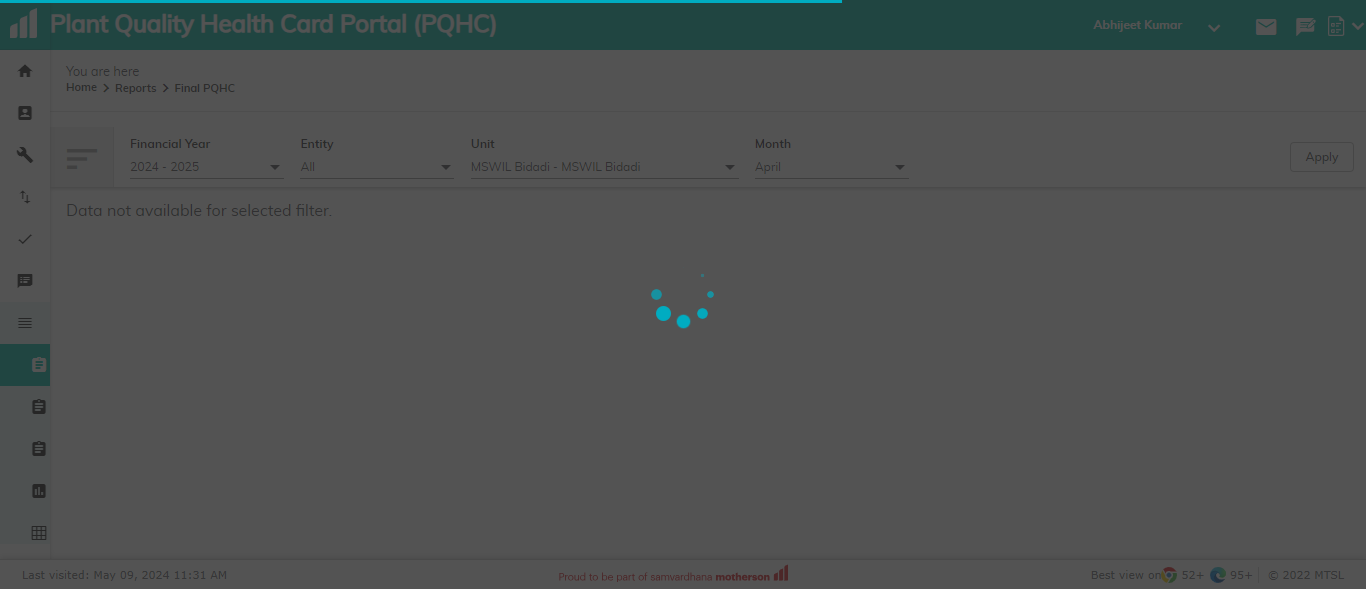 Plant Quality Health Card Portal (PQHC)
Abhijeet Kumar
You are here
Home > Reports > Final PQHC
Financial Year Entity Unit Month
2024 - 2025 All MSWIL Bidadi - MSWIL Bidadi April
Apply
Data not available for selected filter.
Last visited: May 09, 2024 11:31 AM
Proud to be part of samvardhana motherson
Best view on 52+ 95+ | © 2022 MTSL